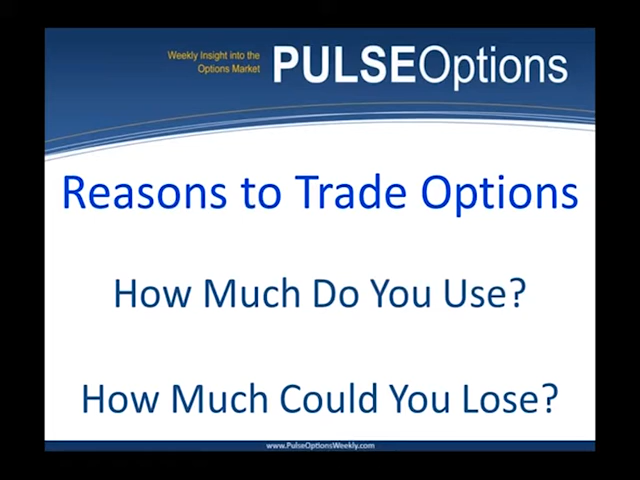 Weekly Insight into the
Options Market
PULSEOptions
Reasons to Trade Options
How Much Do You Use?
How Much Could You Lose?
www.PulseOptionsWeekly.com